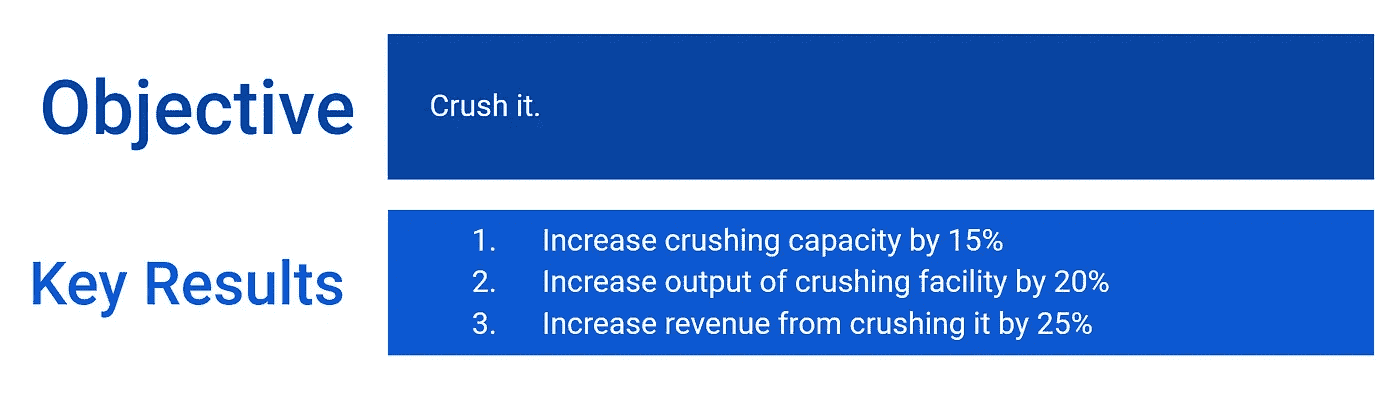 Objective
Crush it.
Key Results
1. Increase crushing capacity by 15%
2. Increase output of crushing facility by 20%
3. Increase revenue from crushing it by 25%